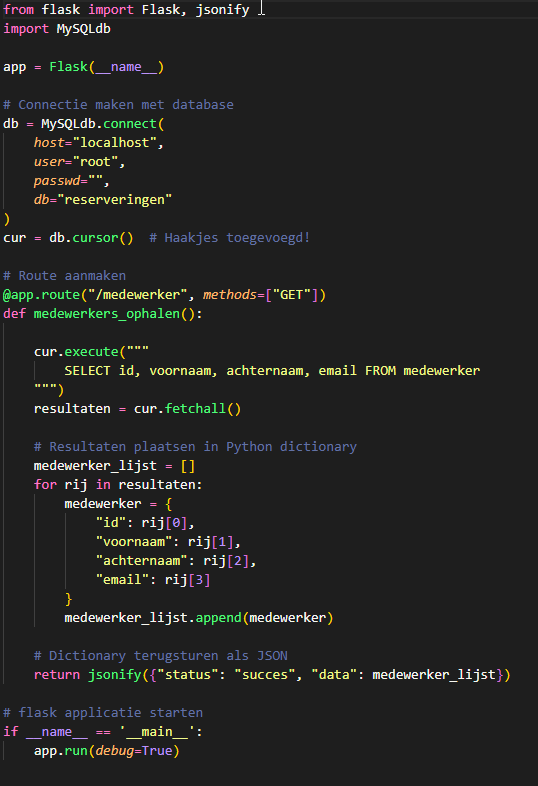 from flask import Flask, jsonify
import MySQLdb
app = Flask(__name__)
# Connectie maken met database
db = MySQLdb.connect(
    host="localhost",
    user="root",
    passwd="",
    db="reserveringen"
)
cur = db.cursor()  # Haakjes toegevoegd!
# Route aanmaken
@app.route("/medewerker", methods=["GET"])
def medewerkers_ophalen():
    cur.execute("""
        SELECT id, voornaam, achternaam, email FROM medewerker
    """)
    resultaten = cur.fetchall()
    # Resultaten plaatsen in Python dictionary
    medewerker_lijst = []
    for rij in resultaten:
        medewerker = {
            "id": rij[0],
            "voornaam": rij[1],
            "achternaam": rij[2],
            "email": rij[3]
        }
        medewerker_lijst.append(medewerker)
    # Dictionary terugsturen als JSON
    return jsonify({"status": "succes", "data": medewerker_lijst})
# flask applicatie starten
if __name__ == '__main__':
    app.run(debug=True)